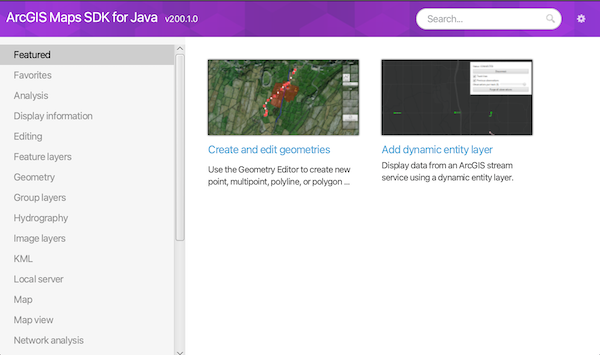 ArcGIS Maps SDK for Java v200.1.0
Search...
Featured
Favorites
Analysis
Display information
Editing
Feature layers
Geometry
Group layers
Hydrography
Image layers
KML
Local server
Map
Map view
Network analysis
Create and edit geometries
Use the Geometry Editor to create new
point, multipoint, polyline, or polygon ...
Add dynamic entity layer
Display data from an ArcGIS stream
service using a dynamic entity layer.